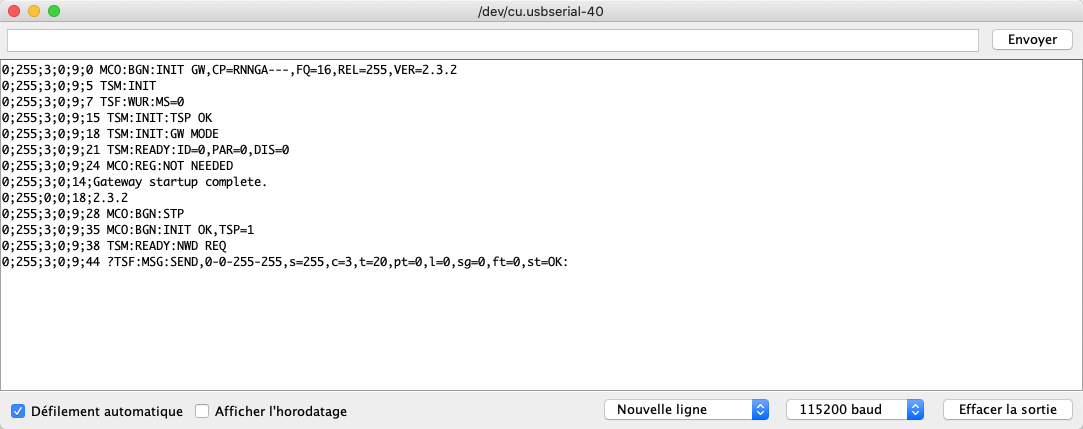 /dev/cu.usbserial-40
Envoyer
0;255;3;0;9;0 MCO:BGN:INIT GW,CP=RNNGA---,FQ=16,REL=255,VER=2.3.2
0;255;3;0;9;5 TSM:INIT
0;255;3;0;9;7 TSF:WUR:MS=0
0;255;3;0;9;15 TSM:INIT:TSP OK
0;255;3;0;9;18 TSM:INIT:GW MODE
0;255;3;0;9;21 TSM:READY:ID=0,PAR=0,DIS=0
0;255;3;0;9;24 MCO:REG:NOT NEEDED
0;255;3;0;14;Gateway startup complete.
0;255;0;0;18;2.3.2
0;255;3;0;9;28 MCO:BGN:STP
0;255;3;0;9;35 MCO:BGN:INIT OK,TSP=1
0;255;3;0;9;38 TSM:READY:NWD REQ
0;255;3;0;9;44 ?TSF:MSG:SEND,0-0-255-255,s=255,c=3,t=20,pt=0,l=0,sg=0,ft=0,st=OK:
Défilement automatique Afficher l'horodatage Nouvelle ligne 115200 baud Effacer la sortie